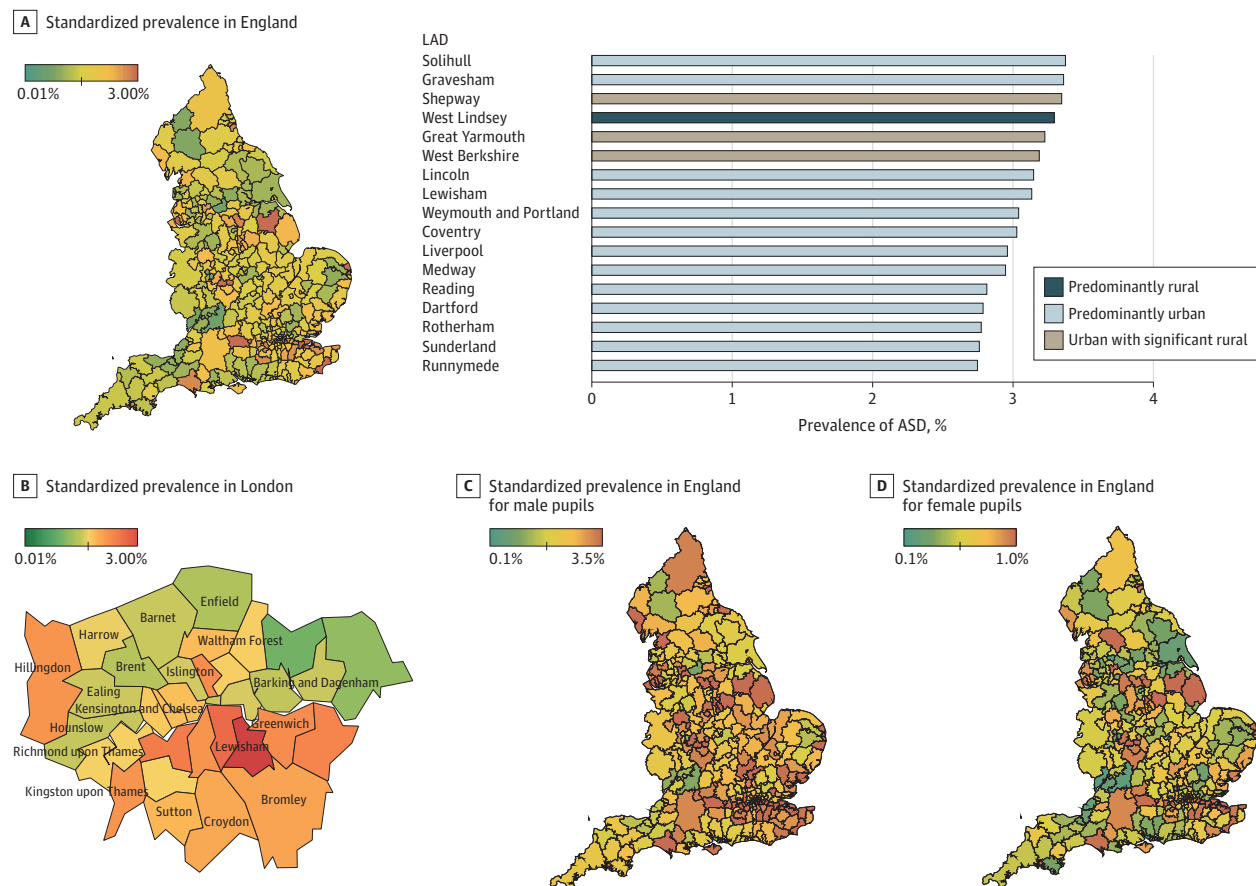 A Standardized prevalence in England
0.01% 3.00%
LAD
Solihull
Gravesham
Shepway
West Lindsey
Great Yarmouth
West Berkshire
Lincoln
Lewisham
Weymouth and Portland
Coventry
Liverpool
Medway
Reading
Dartford
Rotherham
Sunderland
Runnymede
0 1 2 3 4
Prevalence of ASD, %
Predominantly rural
Predominantly urban
Urban with significant rural
B Standardized prevalence in London
0.01% 3.00%
Enfield
Barnet
Harrow
Waltham Forest
Hillingdon
Brent
Islington
Barking and Dagenham
Ealing
Kensington and Chelsea
Greenwich
Hounslow
Lewisham
Richmond upon Thames
Kingston upon Thames
Bromley
Sutton
Croydon
C Standardized prevalence in England
for male pupils
0.1% 3.5%
D Standardized prevalence in England
for female pupils
0.1% 1.0%